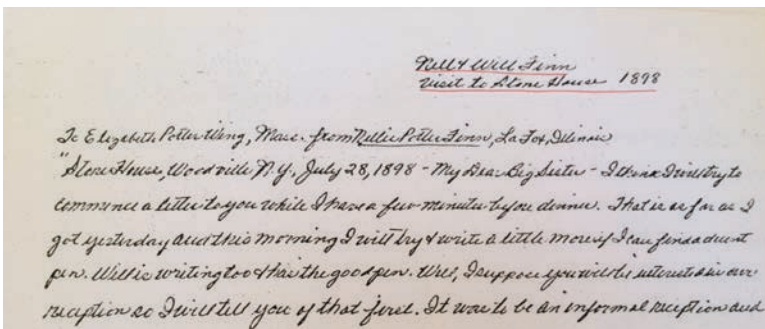 Nell & Will Finn
Visit to Stone House 1898
To Elizabeth Potter Wing, Mass. from Nellie Potter Finn, La Fox, Illinois
"Stone House, Woodville N.Y., July 28, 1898 - My Dear Big Sister - I think I will try to
commence a letter to you while I have a few minutes before dinner. That is as far as I
got yesterday and this morning I will try & write a little more if I can find a decent
pen. Will is writing too & has the good pen. Well, I suppose you will be interested in our
reception so I will tell you of that first. It was to be an informal reception and